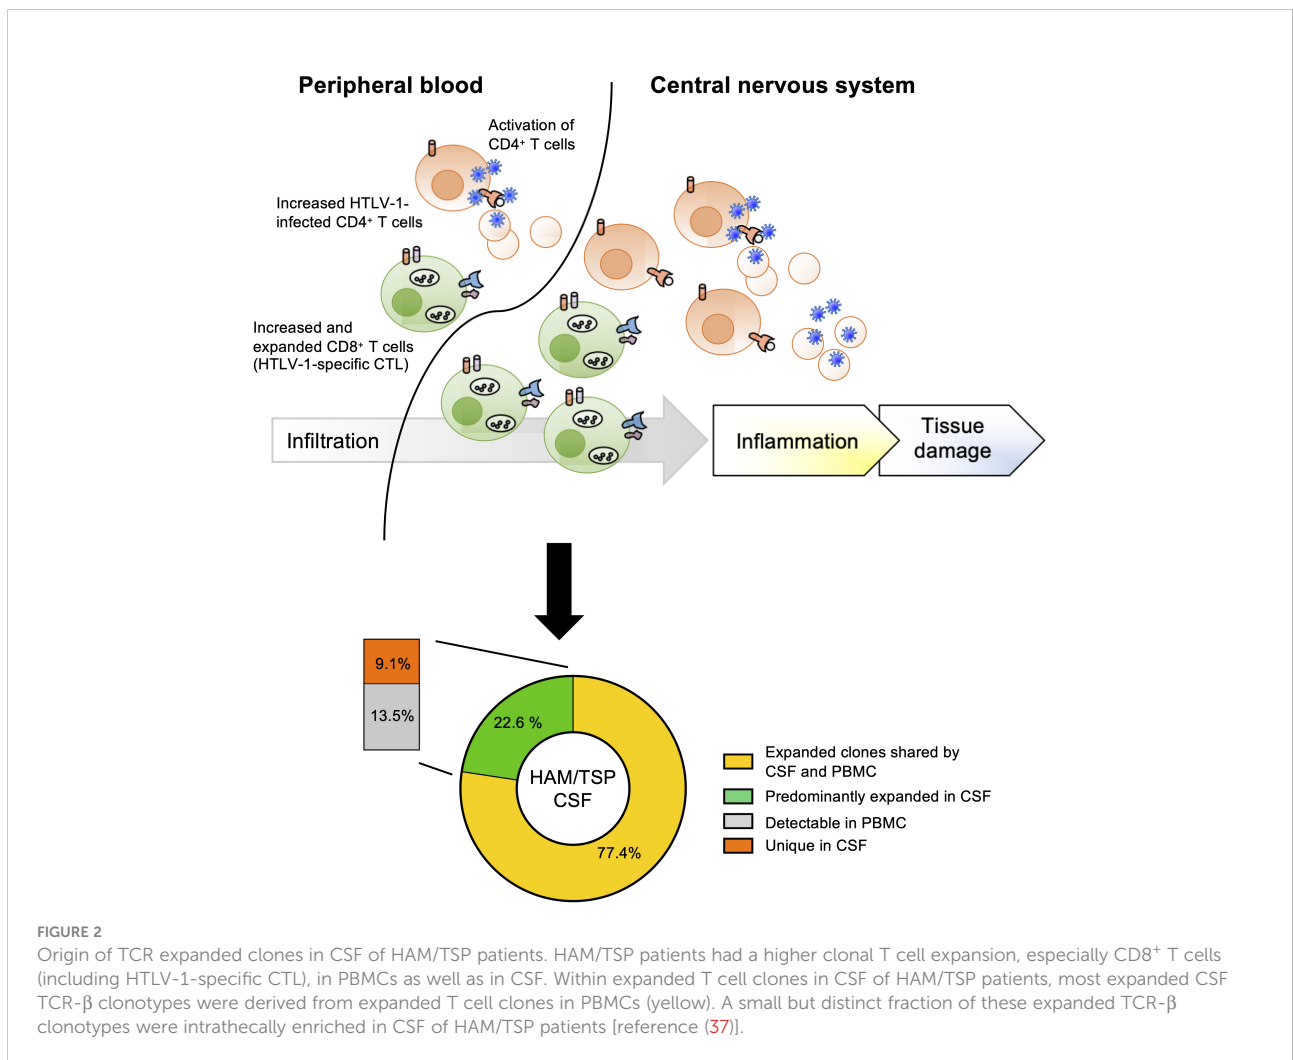 Peripheral blood
Central nervous system
Activation of
CD4⁺ T cells
Increased HTLV-1-
infected CD4⁺ T cells
Increased and
expanded CD8⁺ T cells
(HTLV-1-specific CTL)
Infiltration
Inflammation
Tissue
damage
9.1%
13.5%
22.6 %
HAM/TSP
CSF
77.4%
Expanded clones shared by
CSF and PBMC
Predominantly expanded in CSF
Detectable in PBMC
Unique in CSF
FIGURE 2
Origin of TCR expanded clones in CSF of HAM/TSP patients. HAM/TSP patients had a higher clonal T cell expansion, especially CD8⁺ T cells
(including HTLV-1-specific CTL), in PBMCs as well as in CSF. Within expanded T cell clones in CSF of HAM/TSP patients, most expanded CSF
TCR-β clonotypes were derived from expanded T cell clones in PBMCs (yellow). A small but distinct fraction of these expanded TCR-β
clonotypes were intrathecally enriched in CSF of HAM/TSP patients [reference (37)].